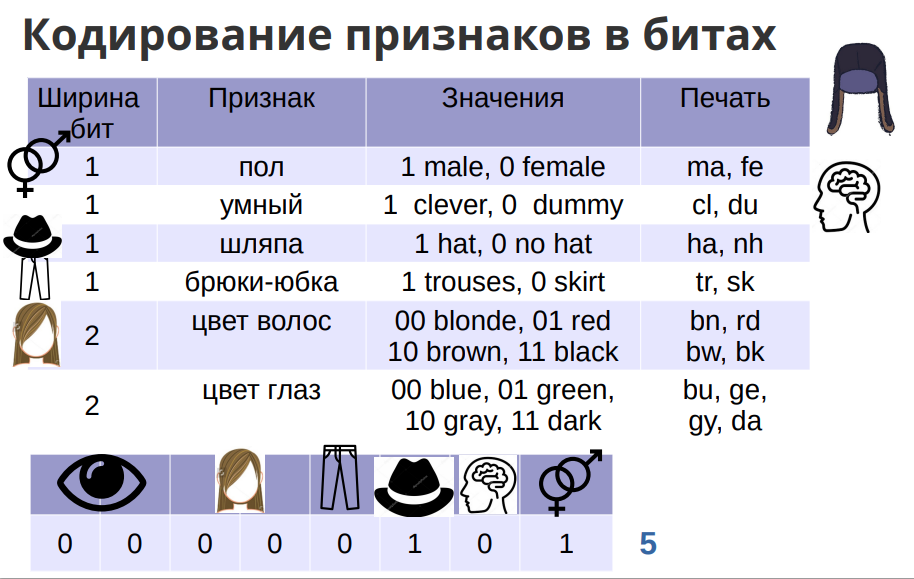 Кодирование признаков в битах
Ширина бит Признак Значения Печать
1 пол 1 male, 0 female ma, fe
1 умный 1 clever, 0 dummy cl, du
1 шляпа 1 hat, 0 no hat ha, nh
1 брюки-юбка 1 trouses, 0 skirt tr, sk
2 цвет волос 00 blonde, 01 red bn, rd
10 brown, 11 black bw, bk
2 цвет глаз 00 blue, 01 green, bu, ge,
10 gray, 11 dark gy, da
0 0 0 0 0 1 0 1 5